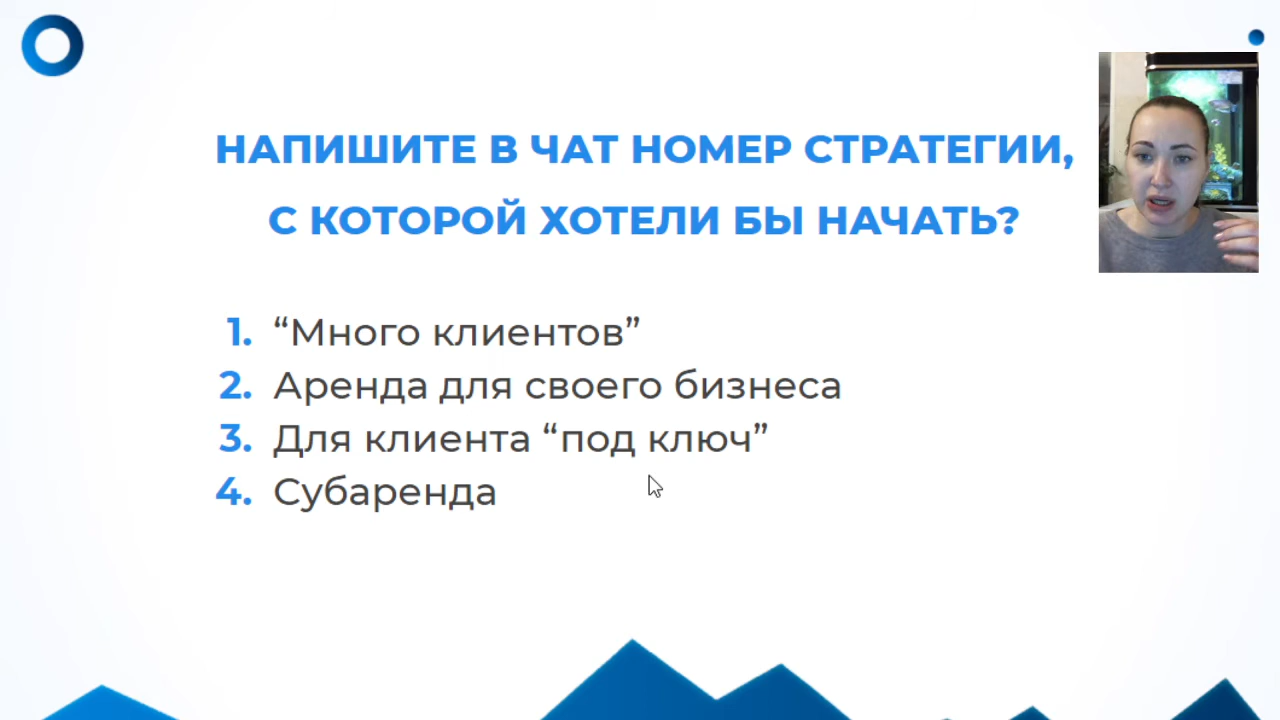 НАПИШИТЕ В ЧАТ НОМЕР СТРАТЕГИИ,
С КОТОРОЙ ХОТЕЛИ БЫ НАЧАТЬ?
1. “Много клиентов”
2. Аренда для своего бизнеса
3. Для клиента “под ключ”
4. Субаренда